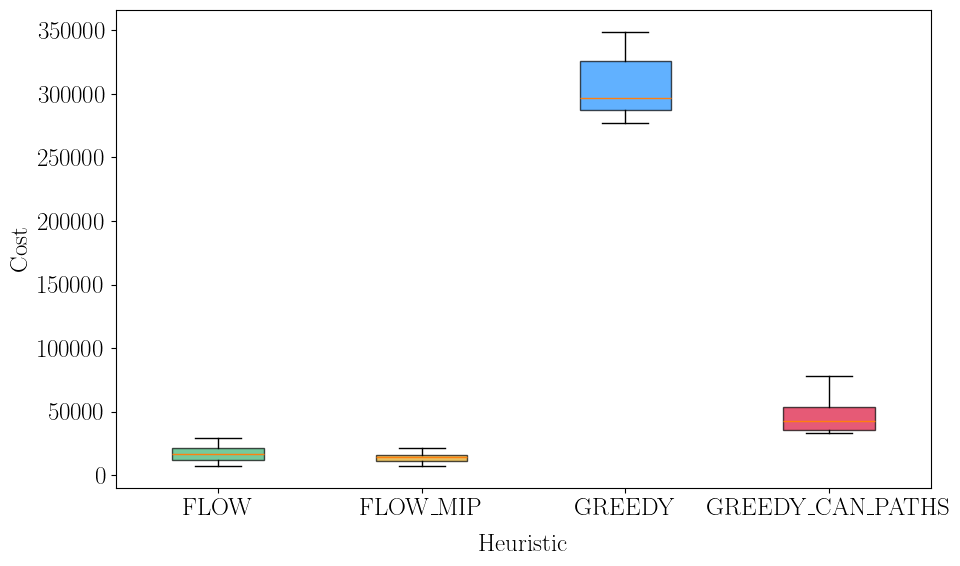 350000
300000
250000
200000
150000
100000
50000
0
Cost
FLOW
FLOW_MIP
GREEDY
GREEDY_CAN_PATHS
Heuristic